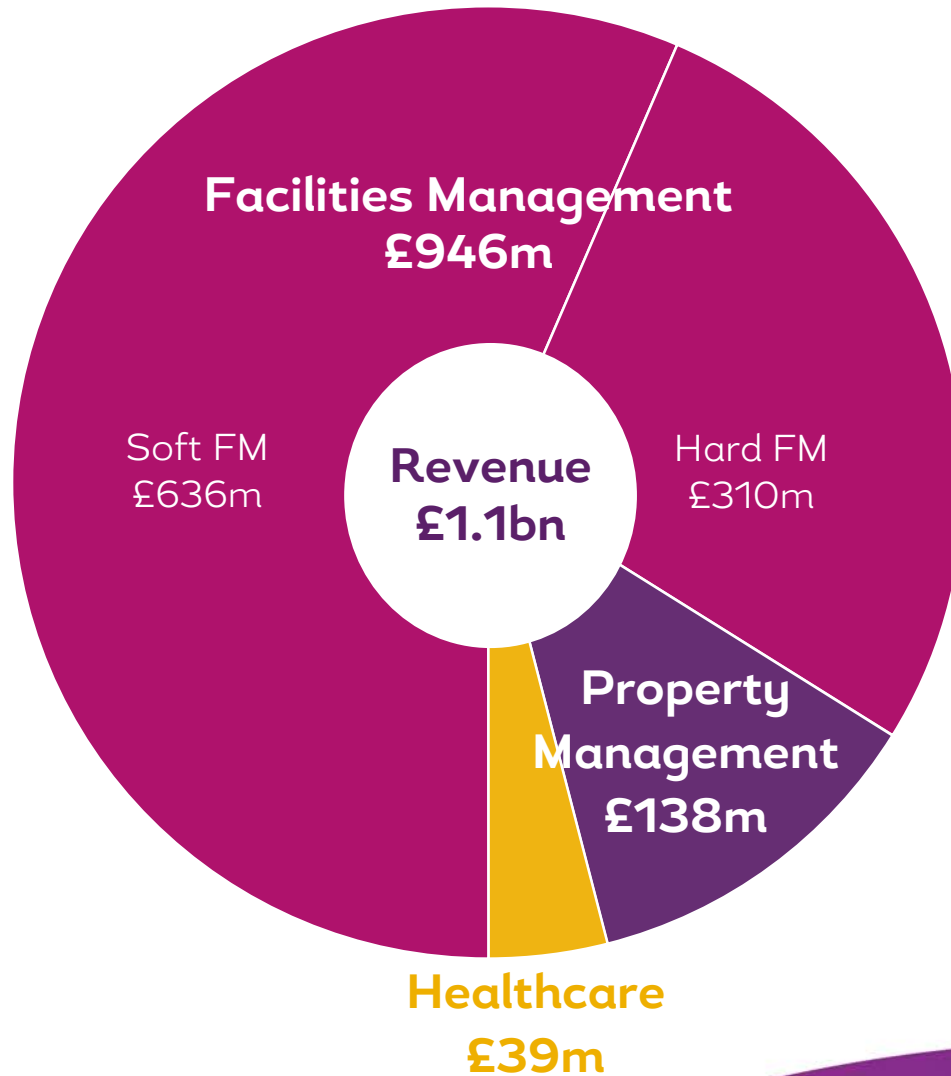 Facilities Management
£946m
Soft FM
£636m
Revenue
£1.1bn
Hard FM
£310m
Property
Management
£138m
Healthcare
£39m